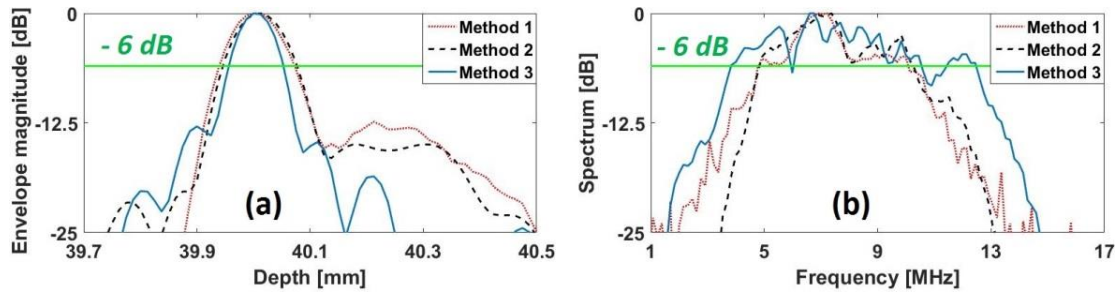 Envelope magnitude [dB]
0
-12.5
-25
- 6 dB
Method 1
Method 2
Method 3
(a)
39.7
39.9
40.1
40.3
40.5
Depth [mm]
Spectrum [dB]
0
-12.5
-25
- 6 dB
Method 1
Method 2
Method 3
(b)
1
5
9
13
17
Frequency [MHz]